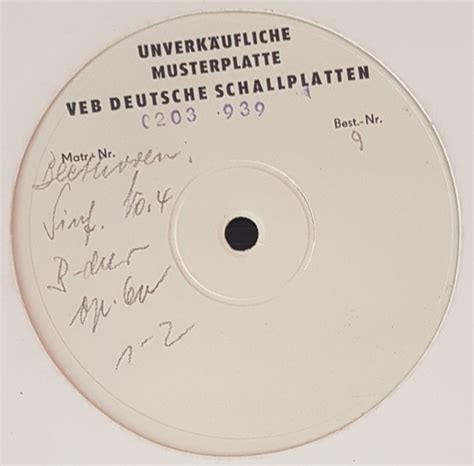 UNVERKÄUFLICHE
MUSTERPLATTE
VEB DEUTSCHE SCHALLPLATTEN
0203 939
Matr.-Nr.
Best.-Nr.
9
Beethoven:
Sinf. No.4
B-dur
op. 60
1-2